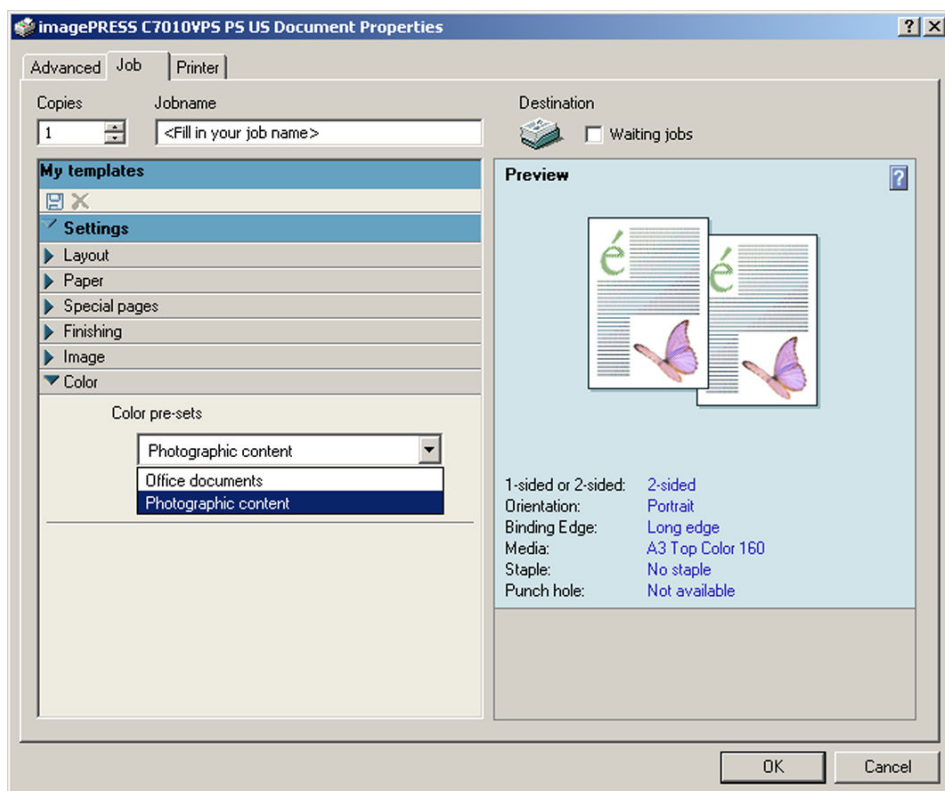 imagePRESS C7010VPS PS US Document Properties
Advanced Job Printer
Copies Jobname Destination
1 <Fill in your job name> Waiting jobs
My templates
Settings
Layout
Paper
Special pages
Finishing
Image
Color
Color pre-sets
Photographic content
Office documents
Photographic content
Preview
?
é é
1-sided or 2-sided: 2-sided
Orientation: Portrait
Binding Edge: Long edge
Media: A3 Top Color 160
Staple: No staple
Punch hole: Not available
OK Cancel